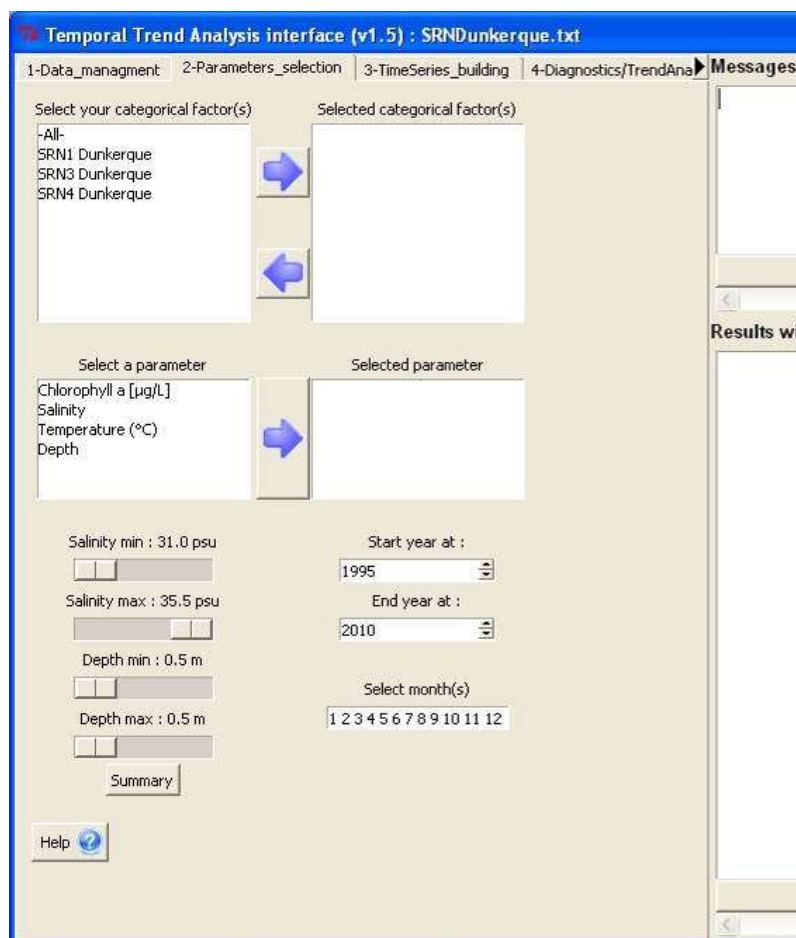 Temporal Trend Analysis interface (v1.5) : SRNDunkerque.txt
1-Data_managment 2-Parameters_selection 3-TimeSeries_building 4-Diagnostics/TrendAna
Messages
Select your categorical factor(s) Selected categorical factor(s)
-All-
SRN1 Dunkerque
SRN3 Dunkerque
SRN4 Dunkerque
Results wi
Select a parameter Selected parameter
Chlorophyll a [µg/L]
Salinity
Temperature (°C)
Depth
Salinity min : 31.0 psu
Salinity max : 35.5 psu
Depth min : 0.5 m
Depth max : 0.5 m
Summary
Start year at :
1995
End year at :
2010
Select month(s)
1 2 3 4 5 6 7 8 9 10 11 12
Help